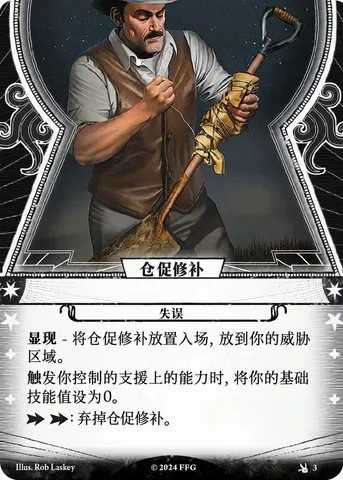 仓促修补
失误
显现 - 将仓促修补放置入场, 放到你的威胁
区域。
触发你控制的支援上的能力时, 将你的基础
技能值设为0。
: 弃掉仓促修补。
Illus. Rob Laskey © 2024 FFG 3